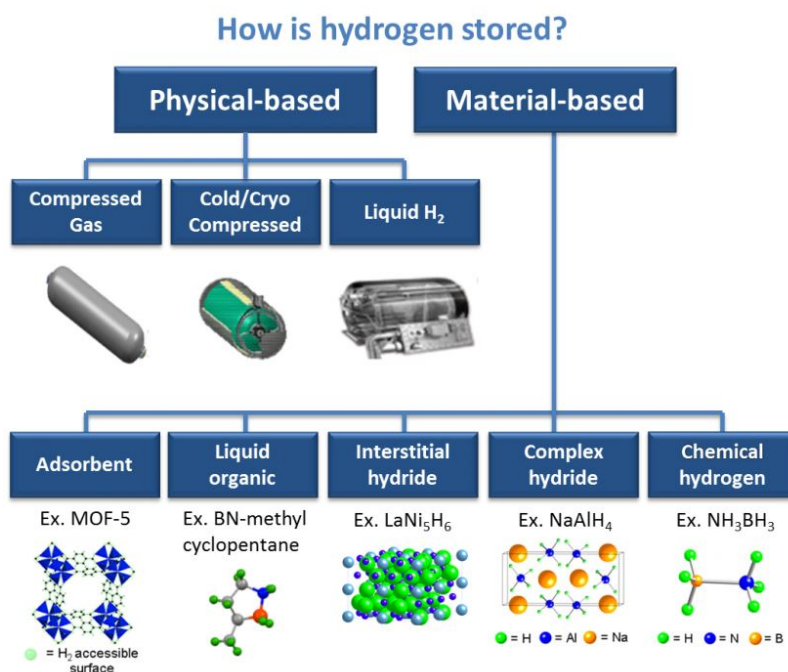 How is hydrogen stored?
Physical-based
Material-based
Compressed
Gas
Cold/Cryo
Compressed
Liquid H₂
Adsorbent
Liquid
organic
Interstitial
hydride
Complex
hydride
Chemical
hydrogen
Ex. MOF-5
Ex. BN-methyl
cyclopentane
Ex. LaNi₅H₆
Ex. NaAlH₄
Ex. NH₃BH₃
= H₂ accessible
surface
= H = Al = Na
= H = N = B